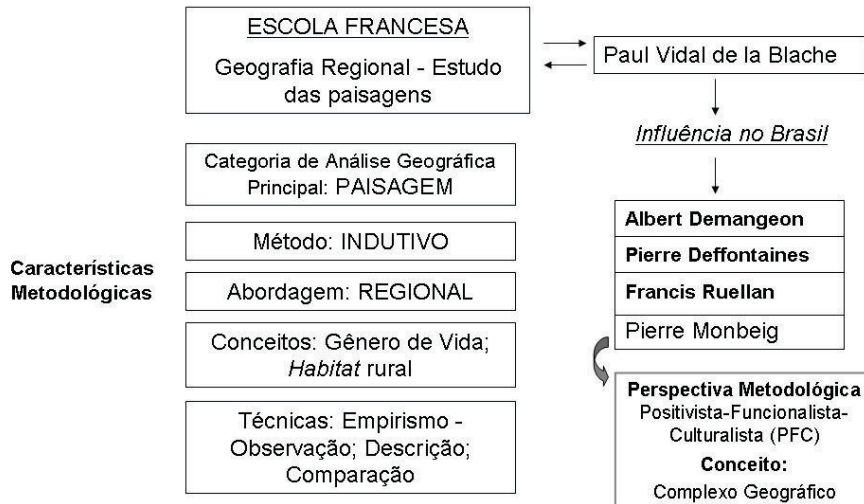 ESCOLA FRANCESA
Geografia Regional - Estudo
das paisagens
Paul Vidal de la Blache
Influência no Brasil
Categoria de Análise Geográfica
Principal: PAISAGEM
Método: INDUTIVO
Características
Metodológicas
Abordagem: REGIONAL
Conceitos: Gênero de Vida;
Habitat rural
Técnicas: Empirismo -
Observação; Descrição;
Comparação
Albert Demangeon
Pierre Deffontaines
Francis Ruellan
Pierre Monbeig
Perspectiva Metodológica
Positivista-Funcionalista-
Culturalista (PFC)
Conceito:
Complexo Geográfico